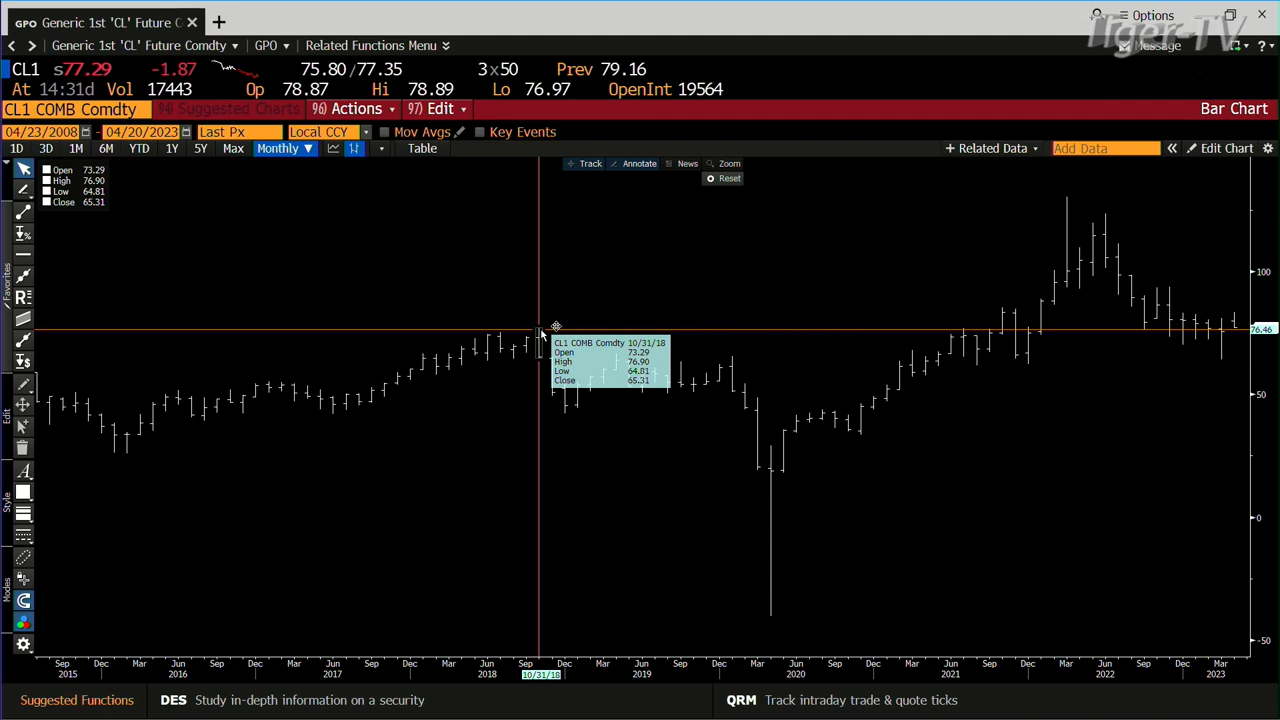 GPO Generic 1st 'CL' Future C
Options
Generic 1st 'CL' Future Comdty GPO Related Functions Menu
Message
Tiger-TV
CL1 s77.29 -1.87 75.80/77.35 3x50 Prev 79.16
At 14:31d Vol 17443 Op 78.87 Hi 78.89 Lo 76.97 OpenInt 19564
CL1 COMB Comdty 94) Suggested Charts 96) Actions 97) Edit Bar Chart
04/23/2008 - 04/20/2023 Last Px Local CCY Mov Avgs Key Events
1D 3D 1M 6M YTD 1Y 5Y Max Monthly ▼ Table + Related Data « Add Data Edit Chart
Track Annotate News Zoom
Reset
Open 73.29
High 76.90
Low 64.81
Close 65.31
Favorites
Edit
Style
Modes
100
76.46
50
0
-50
CL1 COMB Comdty 10/31/18
Open 73.29
High 76.90
Low 64.81
Close 65.31
Sep Dec Mar Jun Sep Dec Mar Jun Sep Dec Mar Jun Sep Dec Mar Jun Sep Dec Mar Jun Sep Dec Mar Jun Sep Dec Mar Jun Sep Dec Mar
2015 2016 2017 2018 10/31/18 2019 2020 2021 2022 2023
Suggested Functions DES Study in-depth information on a security QRM Track intraday trade & quote ticks